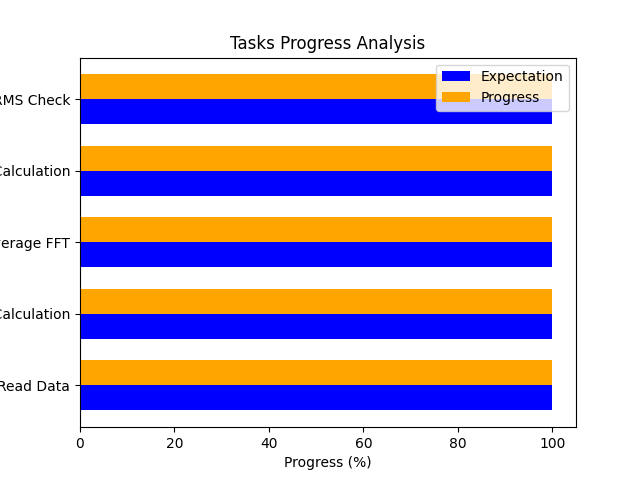 Tasks Progress Analysis
Expectation
Progress
RMS Check
Calculation
erage FFT
Calculation
Read Data
0 20 40 60 80 100
Progress (%)